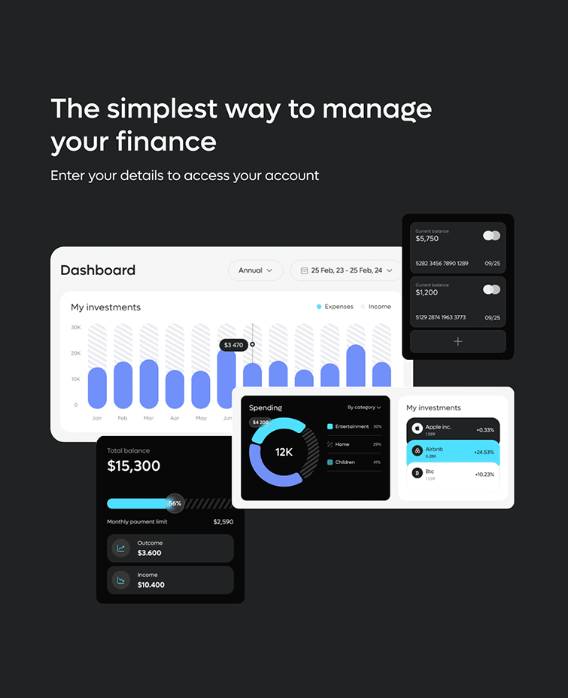 The simplest way to manage
your finance
Enter your details to access your account
Current balance
$5,750
5282 3456 7890 1289 09/25
Current balance
$1,200
5129 2874 1963 3773 09/25
Dashboard
Annual
25 Feb, 23 - 25 Feb, 24
My investments
Expenses Income
30K
20K
10K
0
$3 470
Jan Feb Mar Apr May Jun
Spending
By category
$4 200
12K
Entertainment 30%
Home 29%
Children 41%
My investments
Apple inc.
+0.33%
Airbnb
+24.53%
Btc
+10.23%
Total balance
$15,300
56%
Monthly paument limit $2,590
Outcome
$3.600
Income
$10.400